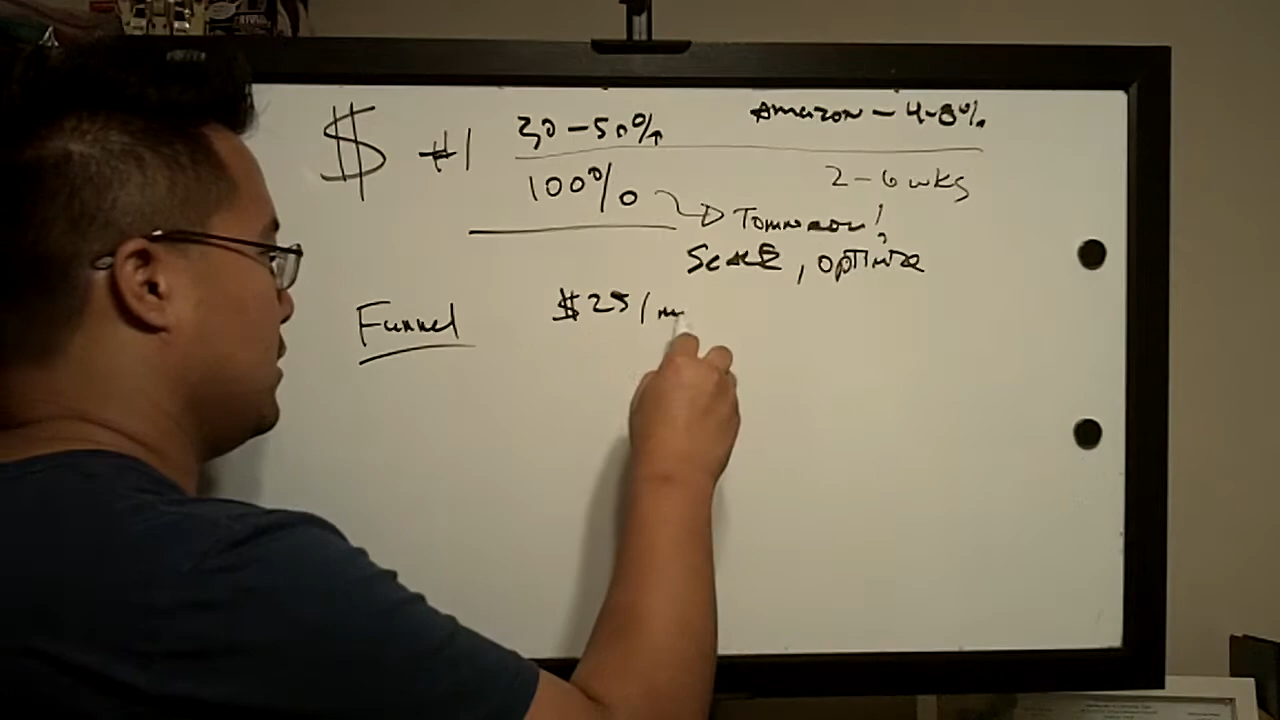 $ #1 30-50% Amazon - 4-8%
100% 2-6 wks
Tomorrow!
Scale, optimize
Funnel $25/m